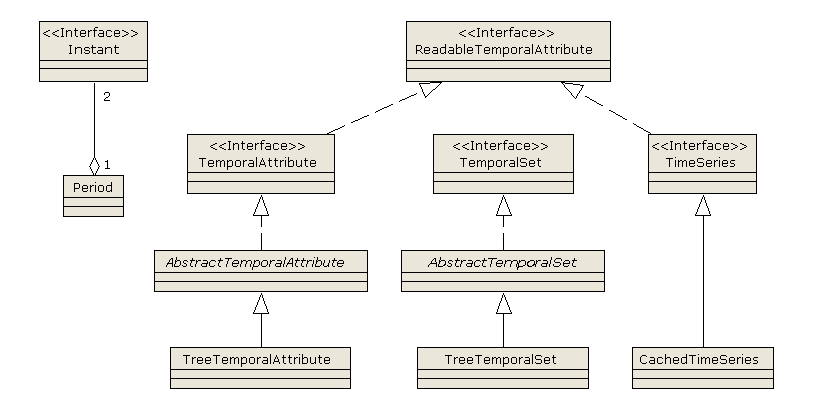 <<Interface>>
Instant
<<Interface>>
ReadableTemporalAttribute
2
1
Period
<<Interface>>
TemporalAttribute
<<Interface>>
TemporalSet
<<Interface>>
TimeSeries
AbstractTemporalAttribute
AbstractTemporalSet
TreeTemporalAttribute
TreeTemporalSet
CachedTimeSeries